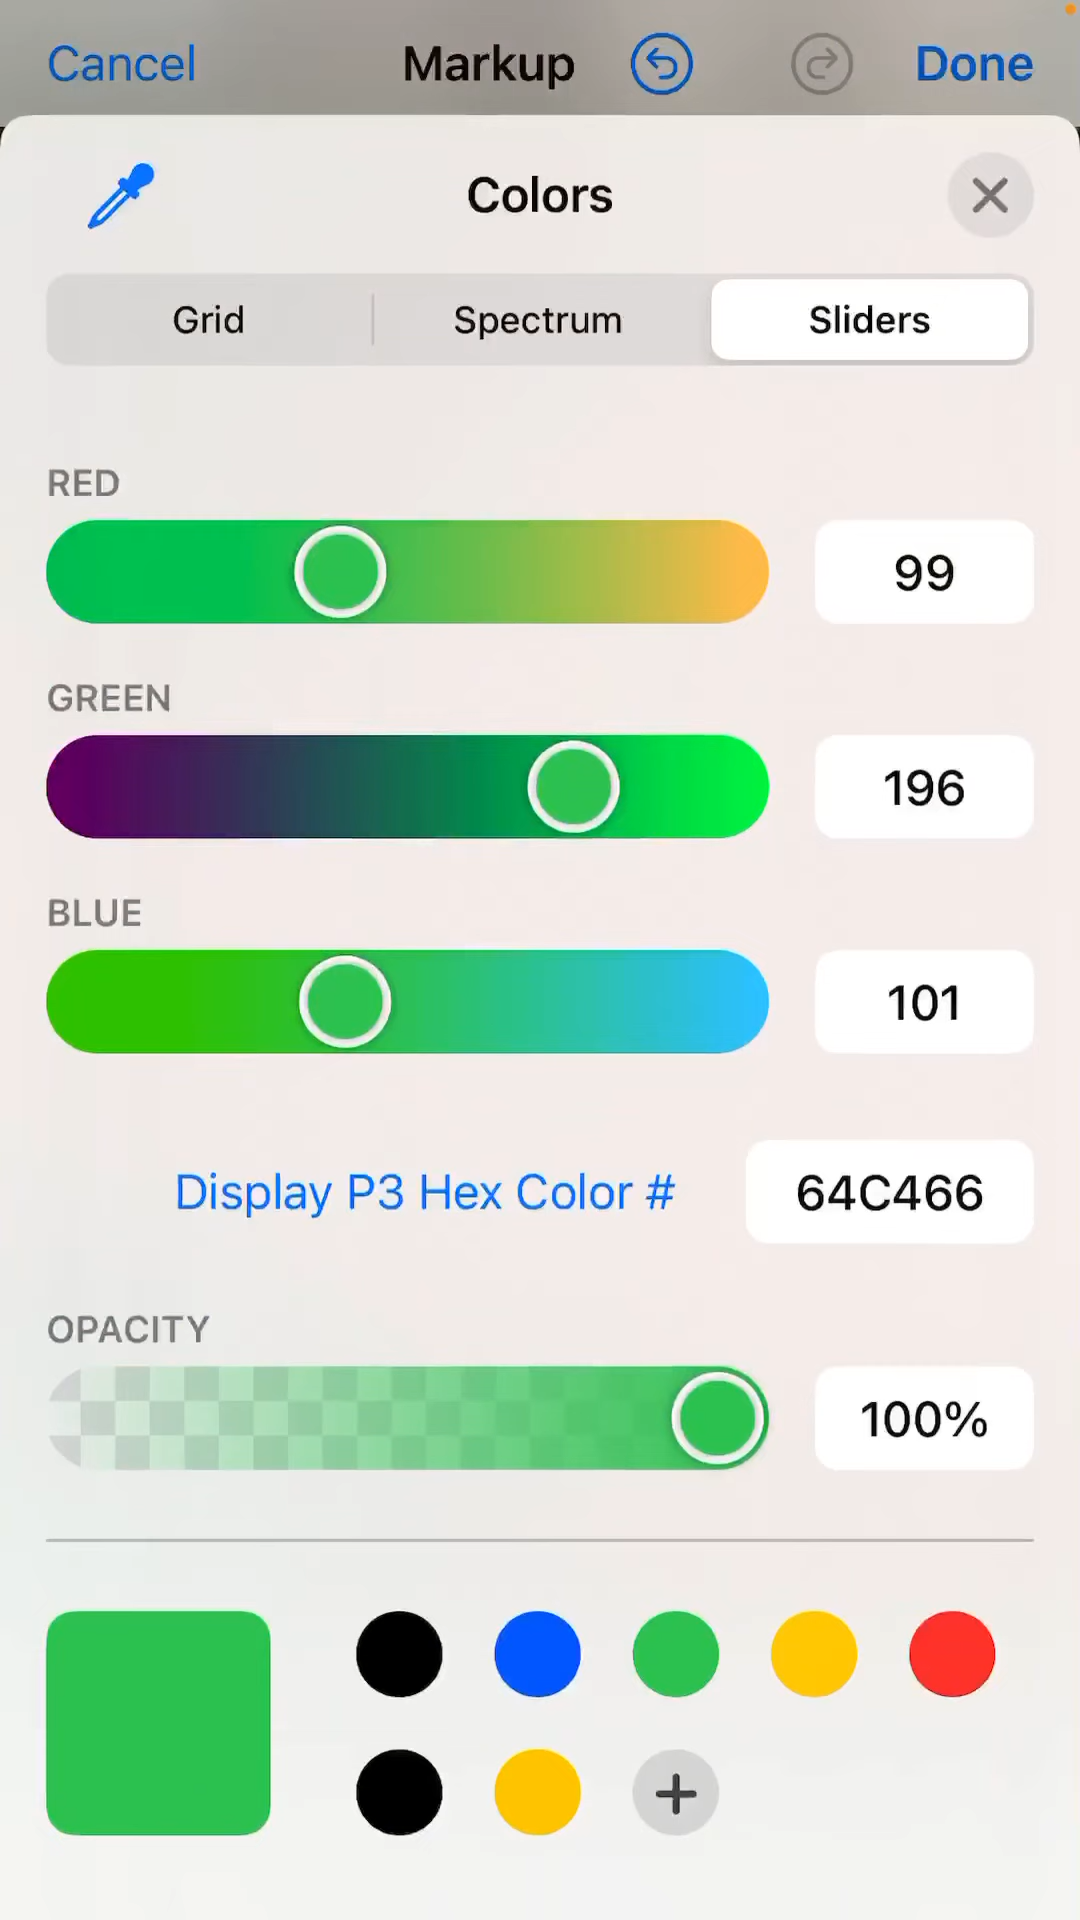 Cancel Markup Done
Colors
Grid Spectrum Sliders
RED
99
GREEN
196
BLUE
101
Display P3 Hex Color # 64C466
OPACITY
100%